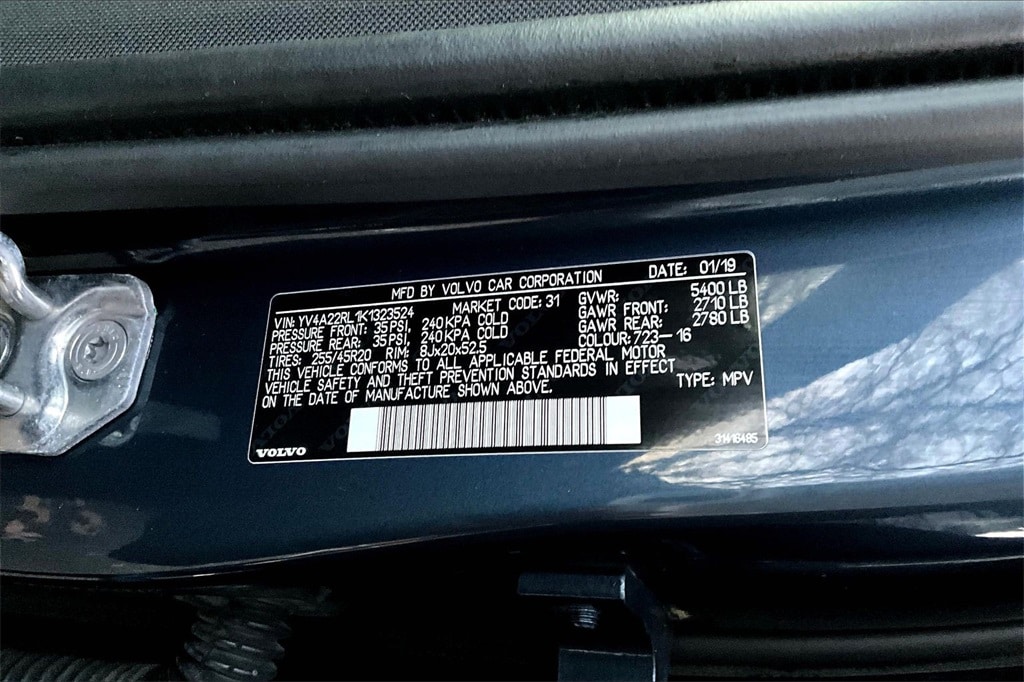 MFD BY VOLVO CAR CORPORATION DATE: 01/19
VIN: YV4A22RL1K1323524 MARKET CODE: 31 GVWR: 5400 LB
PRESSURE FRONT: 35 PSI, 240 KPA COLD GAWR FRONT: 2710 LB
PRESSURE REAR: 35 PSI, 240 KPA COLD GAWR REAR: 2780 LB
TIRES: 255/45R20 RIM: 8Jx20x52.5 COLOUR: 723-16
THIS VEHICLE CONFORMS TO ALL APPLICABLE FEDERAL MOTOR
VEHICLE SAFETY AND THEFT PREVENTION STANDARDS IN EFFECT
ON THE DATE OF MANUFACTURE SHOWN ABOVE. TYPE: MPV
VOLVO 31416485